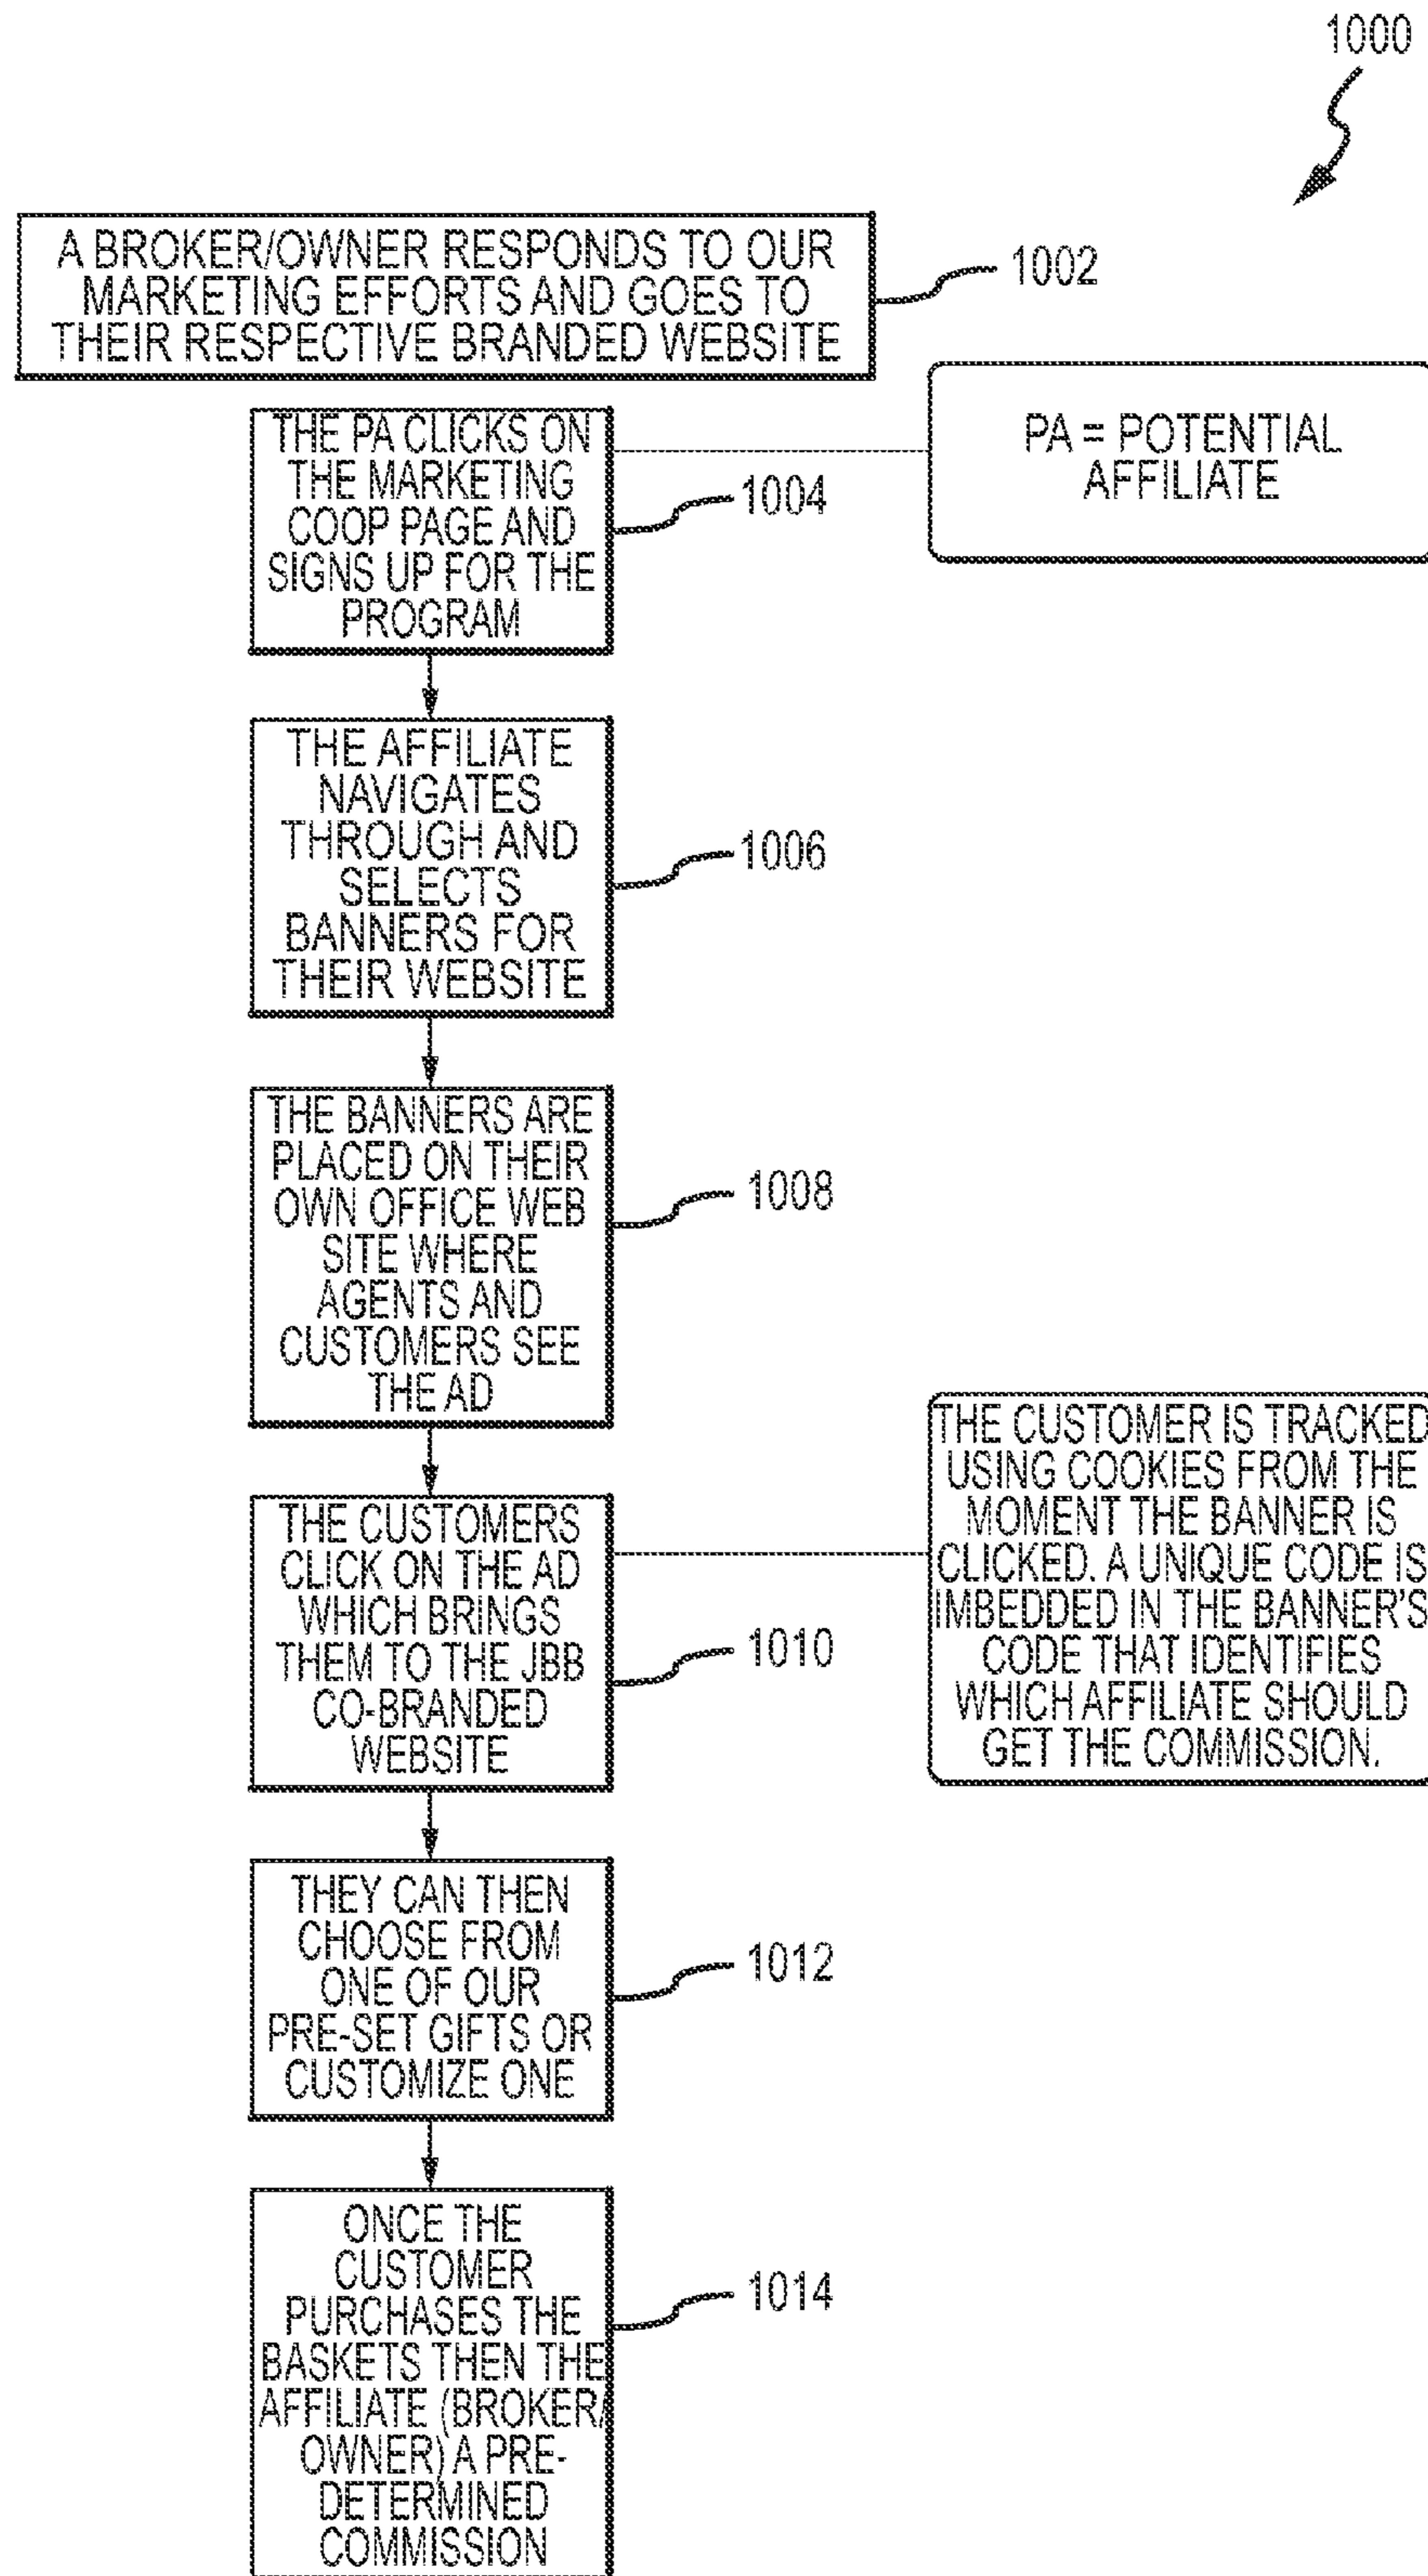 1000
A BROKER/OWNER RESPONDS TO OUR
MARKETING EFFORTS AND GOES TO
THEIR RESPECTIVE BRANDED WEBSITE
1002
THE PA CLICKS ON
THE MARKETING
COOP PAGE AND
SIGNS UP FOR THE
PROGRAM
1004
PA = POTENTIAL
AFFILIATE
THE AFFILIATE
NAVIGATES
THROUGH AND
SELECTS
BANNERS FOR
THEIR WEBSITE
1006
THE BANNERS ARE
PLACED ON THEIR
OWN OFFICE WEB
SITE WHERE
AGENTS AND
CUSTOMERS SEE
THE AD
1008
THE CUSTOMERS
CLICK ON THE AD
WHICH BRINGS
THEM TO THE JBB
CO-BRANDED
WEBSITE
1010
THE CUSTOMER IS TRACKED
USING COOKIES FROM THE
MOMENT THE BANNER IS
CLICKED. A UNIQUE CODE IS
IMBEDDED IN THE BANNER'S
CODE THAT IDENTIFIES
WHICH AFFILIATE SHOULD
GET THE COMMISSION.
THEY CAN THEN
CHOOSE FROM
ONE OF OUR
PRE-SET GIFTS OR
CUSTOMIZE ONE
1012
ONCE THE
CUSTOMER
PURCHASES THE
BASKETS THEN THE
AFFILIATE (BROKER/
OWNER) A PRE-
DETERMINED
COMMISSION
1014